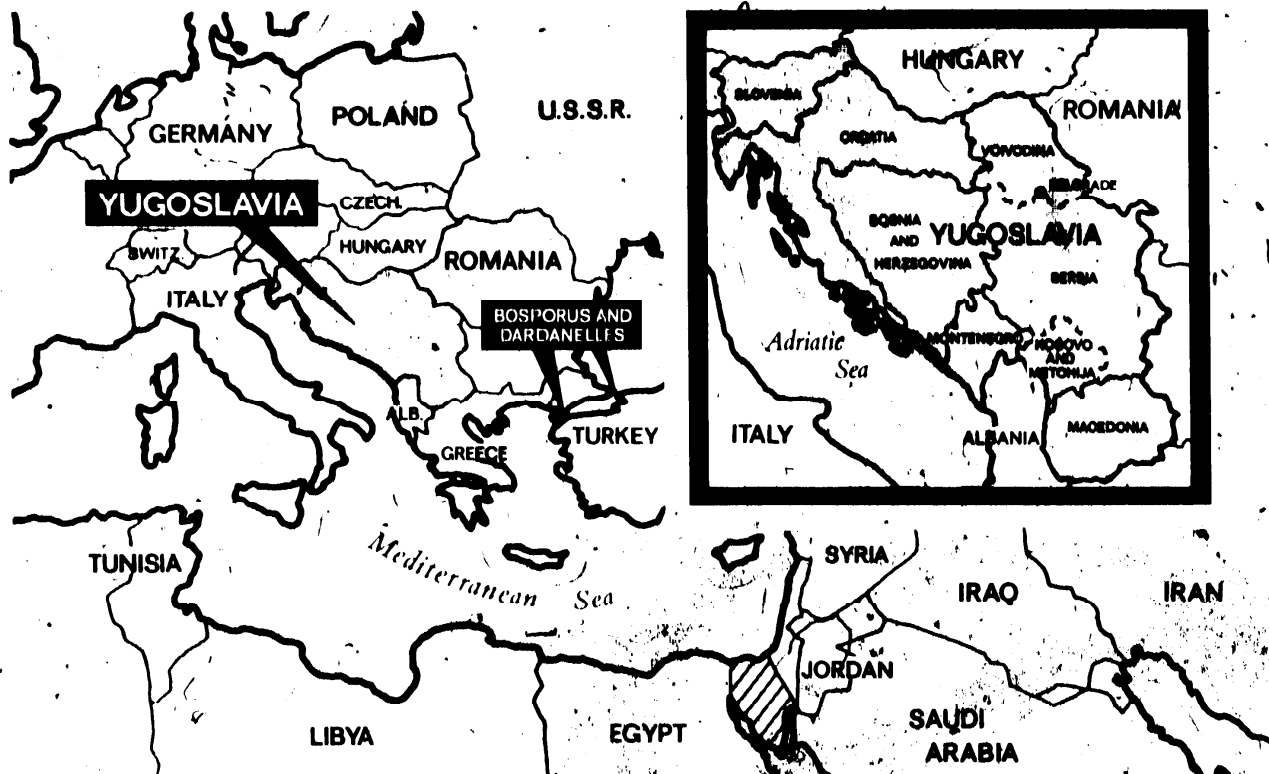 POLAND
U.S.S.R.
GERMANY
YUGOSLAVIA
CZECH.
SWITZ.
HUNGARY
ROMANIA
ITALY
BOSPORUS AND
DARDANELLES
ALB.
GREECE
TURKEY
Mediterranean Sea
TUNISIA
LIBYA
EGYPT
HUNGARY
SLOVENIA
ROMANIA
CROATIA
VOIVODINA
BELGRADE
BOSNIA
AND
HERZEGOVINA
YUGOSLAVIA
SERBIA
Adriatic
Sea
MONTENEGRO
KOSOVO
AND
METOHIJA
ITALY
ALBANIA
MACEDONIA
SYRIA
IRAQ
IRAN
JORDAN
SAUDI
ARABIA